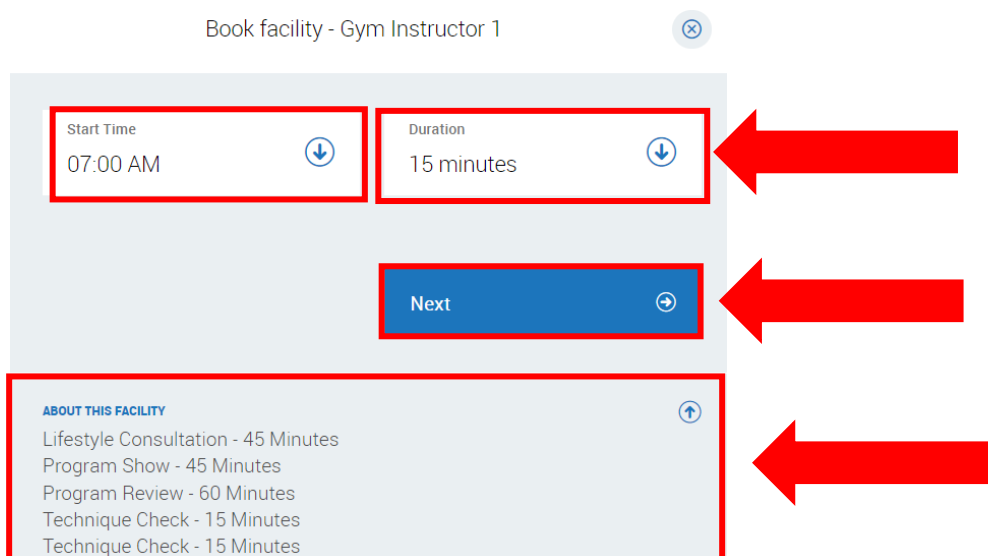 Book facility - Gym Instructor 1
Start Time
07:00 AM
Duration
15 minutes
Next
ABOUT THIS FACILITY
Lifestyle Consultation - 45 Minutes
Program Show - 45 Minutes
Program Review - 60 Minutes
Technique Check - 15 Minutes
Technique Check - 15 Minutes